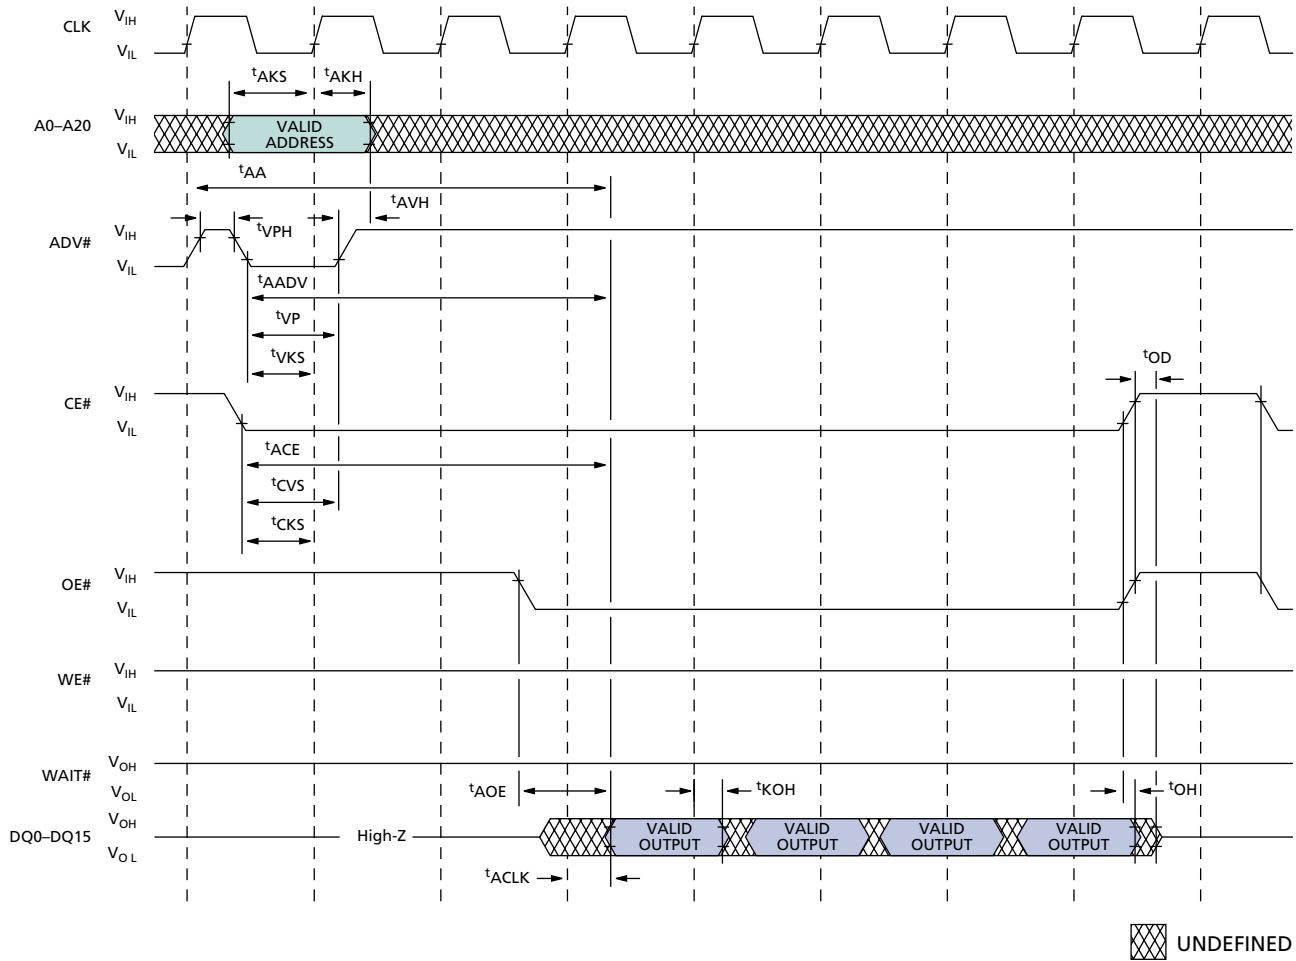 CLK
VIH
VIL
tAKS
tAKH
A0–A20
VIH
VIL
VALID
ADDRESS
tAA
tAVH
ADV#
VIH
VIL
tVPH
tAADV
tVP
tVKS
tOD
CE#
VIH
VIL
tACE
tCVS
tCKS
OE#
VIH
VIL
WE#
VIH
VIL
WAIT#
VOH
VOL
tAOE
tKOH
tOH
DQ0–DQ15
VOH
VOL
High-Z
VALID
OUTPUT
VALID
OUTPUT
VALID
OUTPUT
VALID
OUTPUT
tACLK
UNDEFINED